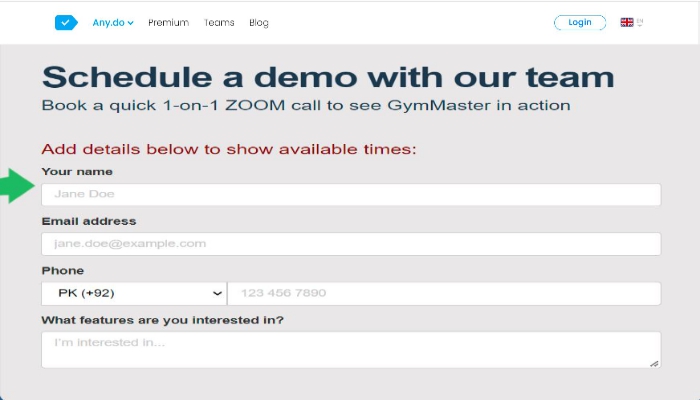 Any.do Premium Teams Blog Login EN
Schedule a demo with our team
Book a quick 1-on-1 ZOOM call to see GymMaster in action
Add details below to show available times:
Your name
Jane Doe
Email address
jane.doe@example.com
Phone
PK (+92) 123 456 7890
What features are you interested in?
I'm interested in...